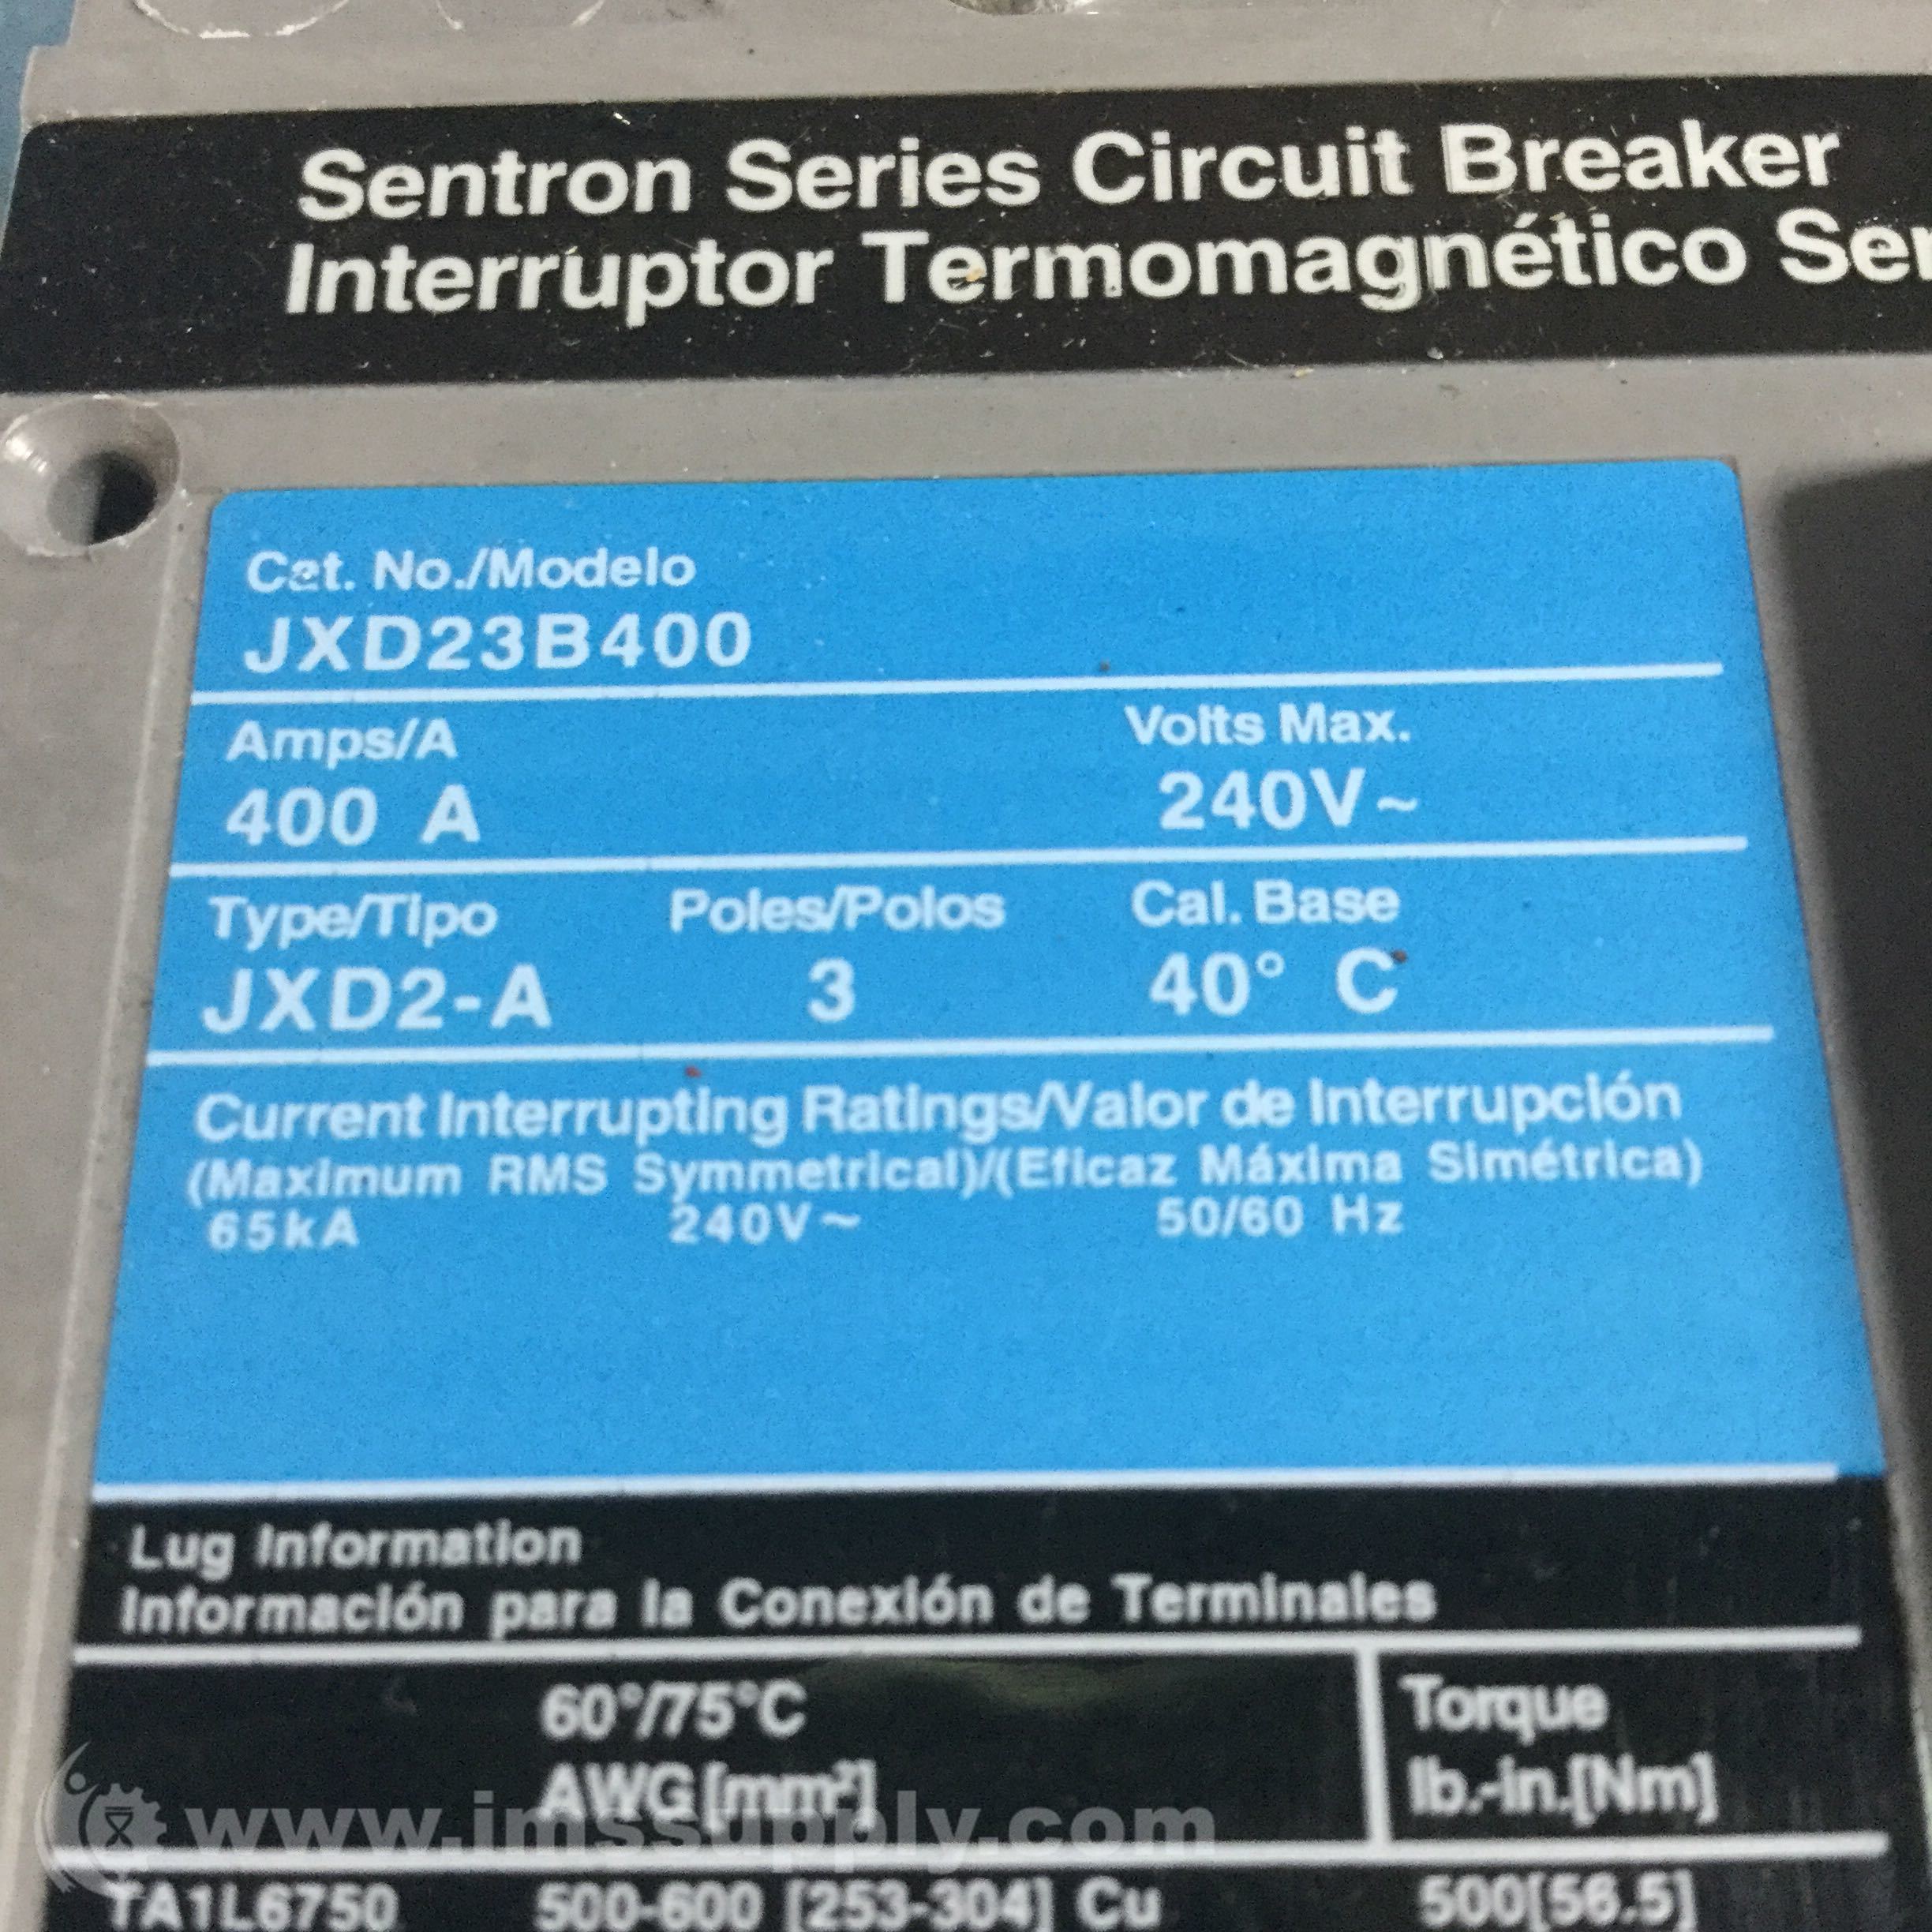 Sentron Series Circuit Breaker
Interruptor Termomagnético Ser
Cat. No./Modelo
JXD23B400
Amps/A Volts Max.
400 A 240V~
Type/Tipo Poles/Polos Cal. Base
JXD2-A 3 40° C
Current Interrupting Ratings/Valor de Interrupción
(Maximum RMS Symmetrical)/(Eficaz Máxima Simétrica)
65kA 240V~ 50/60 Hz
Lug Information
Información para la Conexión de Terminales
60°/75°C Torque
AWG[mm²] lb.-in.[Nm]
www.imssupply.com
TA1L6750 500-600 [253-304] Cu 500[56.5]